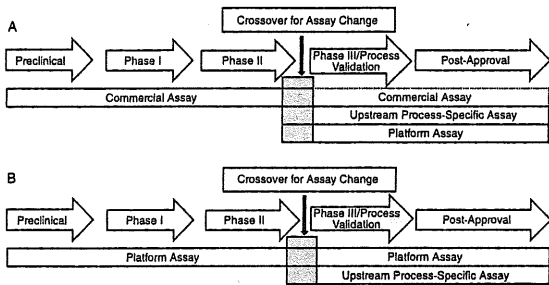 A
Crossover for Assay Change
Preclinical
Phase I
Phase II
Phase III/Process
Validation
Post-Approval
Commercial Assay
Commercial Assay
Upstream Process-Specific Assay
Platform Assay
B
Crossover for Assay Change
Preclinical
Phase I
Phase II
Phase III/Process
Validation
Post-Approval
Platform Assay
Platform Assay
Upstream Process-Specific Assay